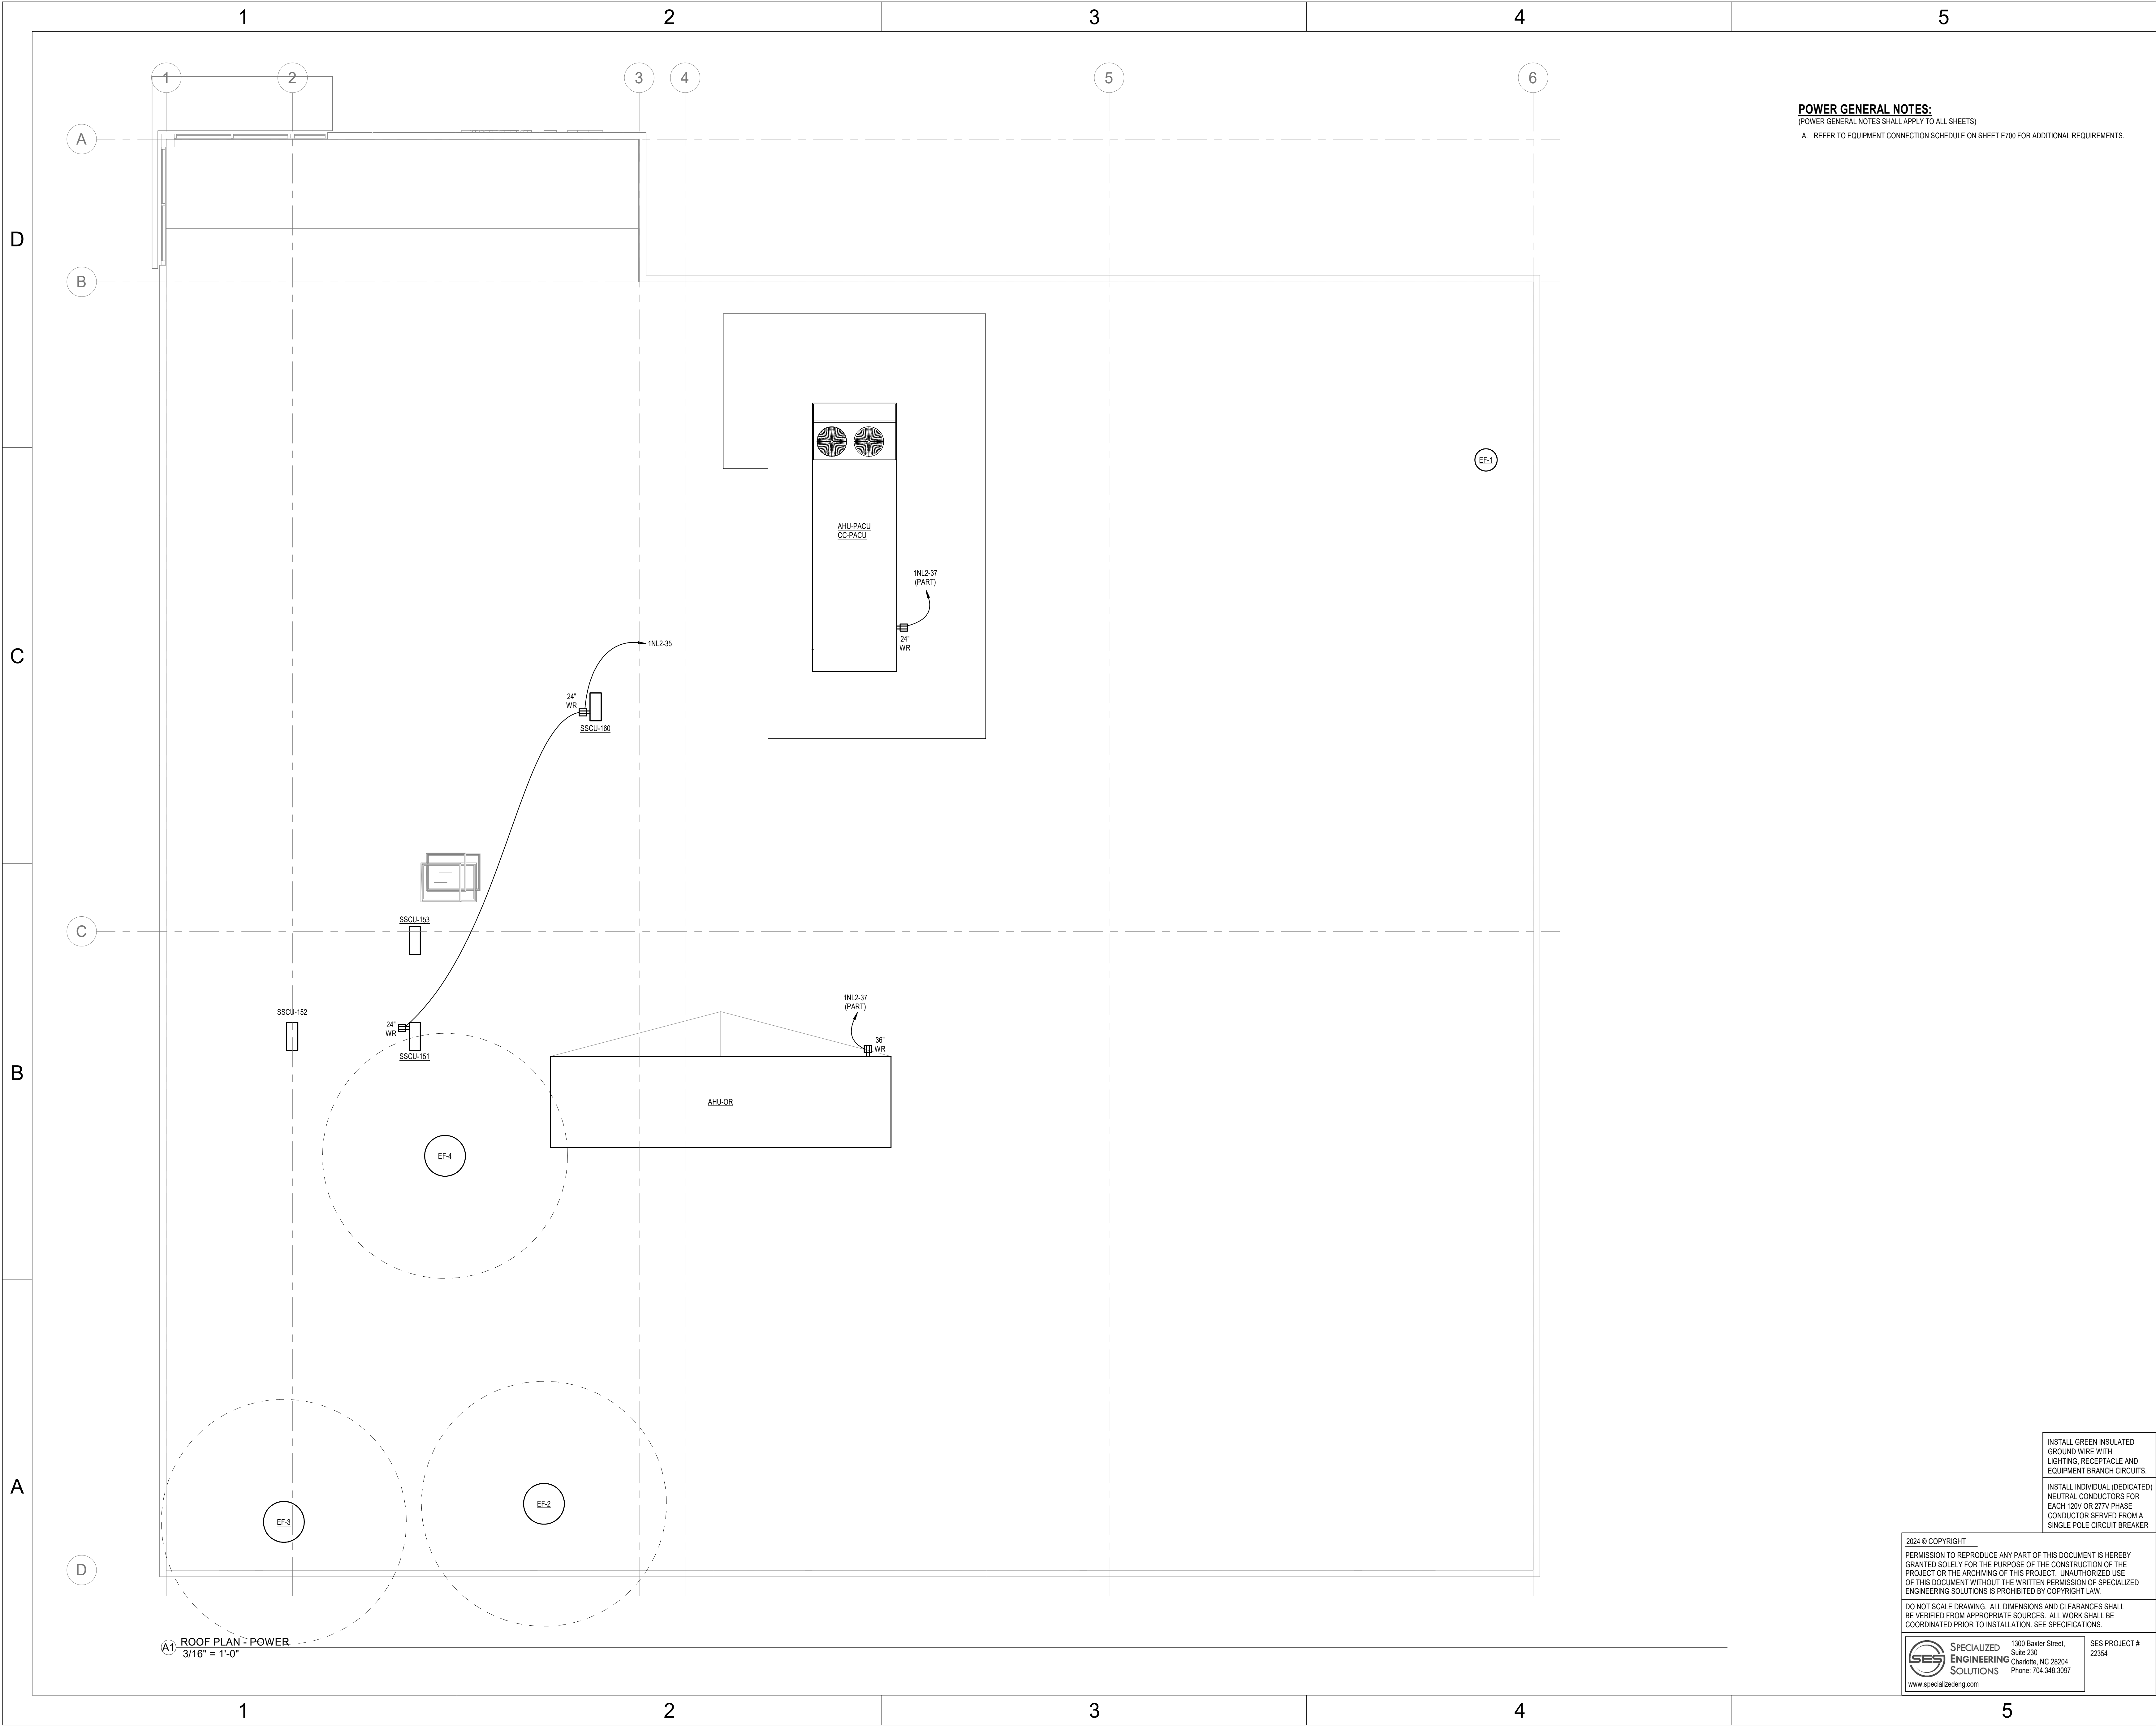 1 2 3 4 5
1 2 3 4 5 6
POWER GENERAL NOTES:
(POWER GENERAL NOTES SHALL APPLY TO ALL SHEETS)
A. REFER TO EQUIPMENT CONNECTION SCHEDULE ON SHEET E700 FOR ADDITIONAL REQUIREMENTS.
A
D
B
EF-1
AHU-PACU
CC-PACU
1NL2-37
(PART)
24"
WR
C
1NL2-35
24"
WR
SSCU-160
SSCU-153
C
1NL2-37
(PART)
SSCU-152
24"
WR
SSCU-151
36"
WR
B
AHU-OR
EF-4
A
EF-2
EF-3
D
A1
ROOF PLAN - POWER
3/16" = 1'-0"
INSTALL GREEN INSULATED
GROUND WIRE WITH
LIGHTING, RECEPTACLE AND
EQUIPMENT BRANCH CIRCUITS.
INSTALL INDIVIDUAL (DEDICATED)
NEUTRAL CONDUCTORS FOR
EACH 120V OR 277V PHASE
CONDUCTOR SERVED FROM A
SINGLE POLE CIRCUIT BREAKER
2024 © COPYRIGHT
PERMISSION TO REPRODUCE ANY PART OF THIS DOCUMENT IS HEREBY
GRANTED SOLELY FOR THE PURPOSE OF THE CONSTRUCTION OF THE
PROJECT OR THE ARCHIVING OF THIS PROJECT. UNAUTHORIZED USE
OF THIS DOCUMENT WITHOUT THE WRITTEN PERMISSION OF SPECIALIZED
ENGINEERING SOLUTIONS IS PROHIBITED BY COPYRIGHT LAW.
DO NOT SCALE DRAWING. ALL DIMENSIONS AND CLEARANCES SHALL
BE VERIFIED FROM APPROPRIATE SOURCES. ALL WORK SHALL BE
COORDINATED PRIOR TO INSTALLATION. SEE SPECIFICATIONS.
SES
SPECIALIZED
ENGINEERING
SOLUTIONS
www.specializedeng.com
1300 Baxter Street,
Suite 230
Charlotte, NC 28204
Phone: 704.348.3097
SES PROJECT #
22354
1 2 3 4 5